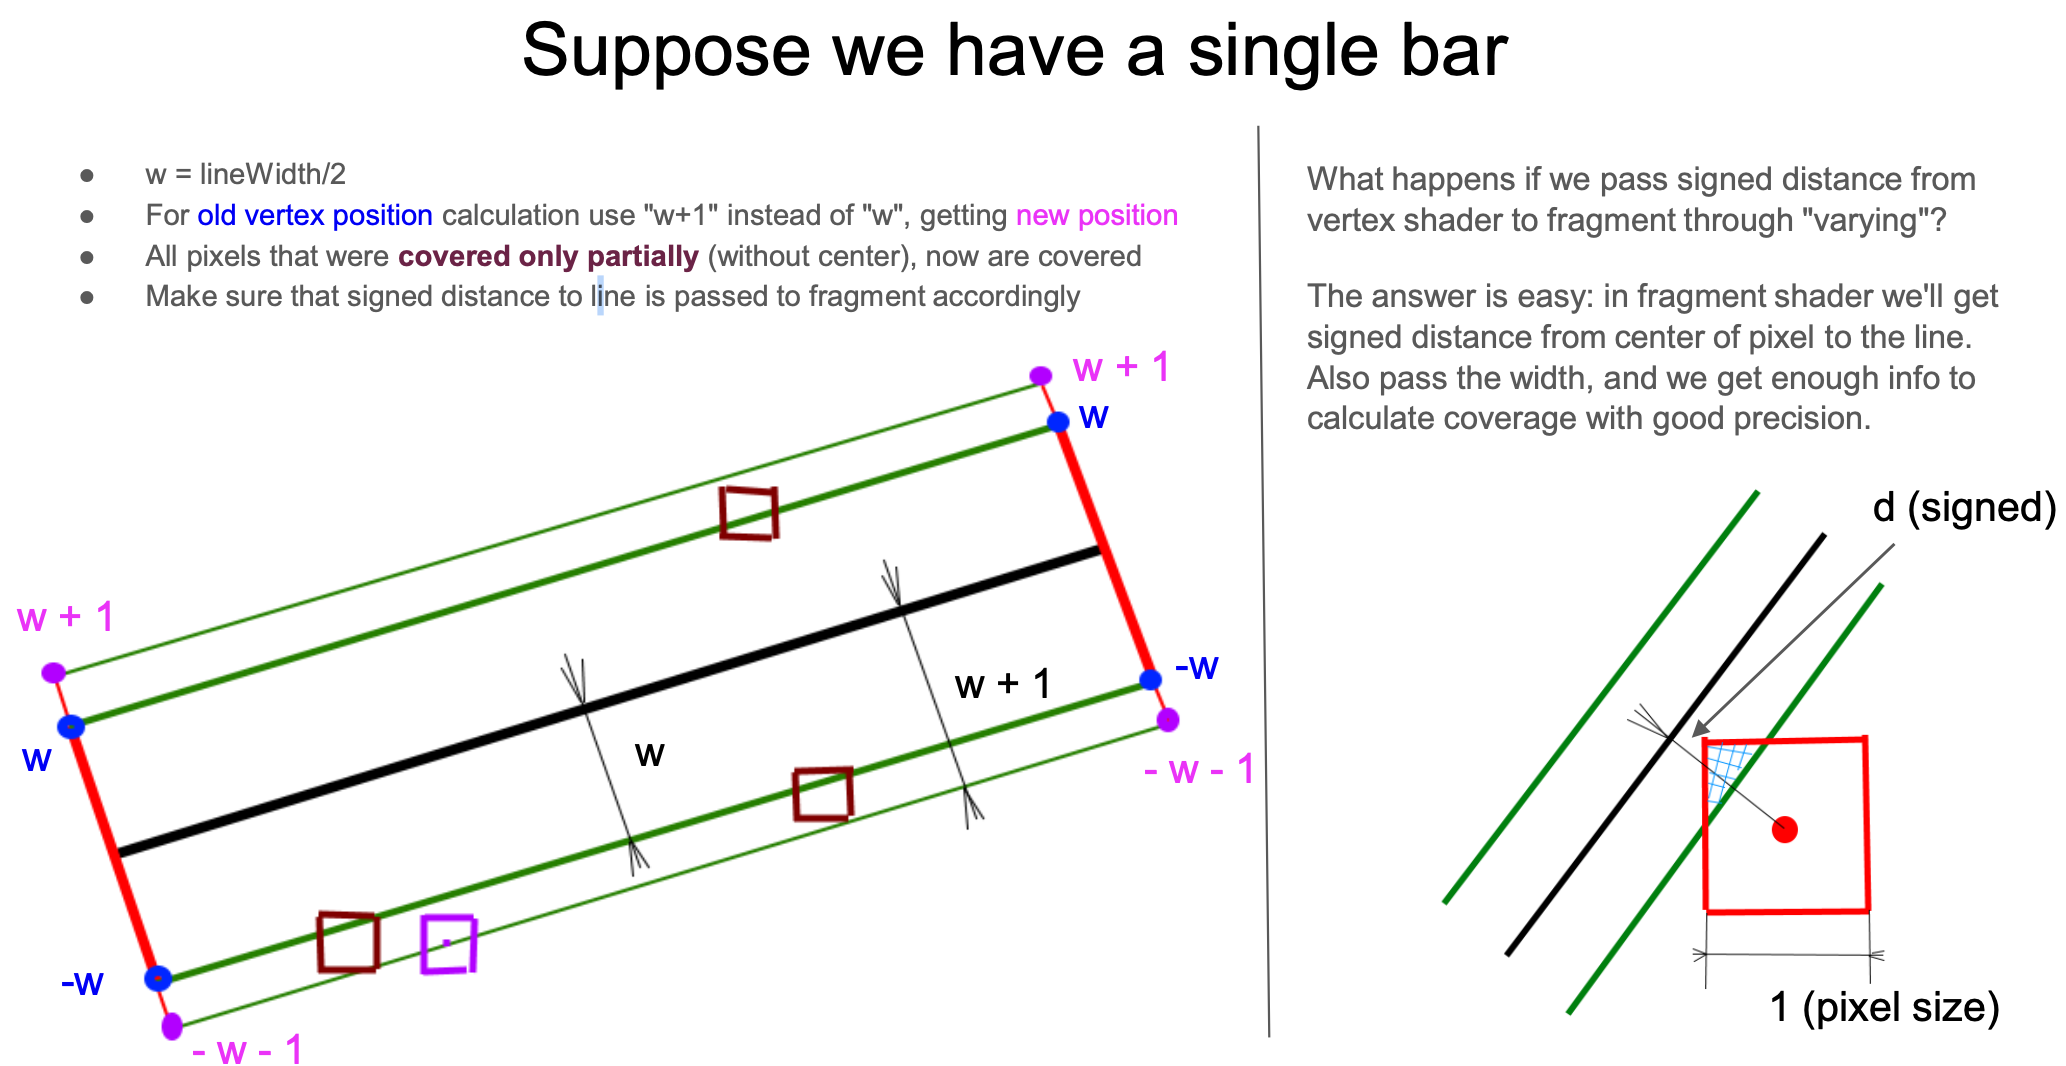 Suppose we have a single bar
● w = lineWidth/2
● For old vertex position calculation use "w+1" instead of "w", getting new position
● All pixels that were covered only partially (without center), now are covered
● Make sure that signed distance to line is passed to fragment accordingly
w + 1
w
w + 1
w
w
w + 1
-w
- w - 1
-w
- w - 1
What happens if we pass signed distance from
vertex shader to fragment through "varying"?
The answer is easy: in fragment shader we'll get
signed distance from center of pixel to the line.
Also pass the width, and we get enough info to
calculate coverage with good precision.
d (signed)
1 (pixel size)